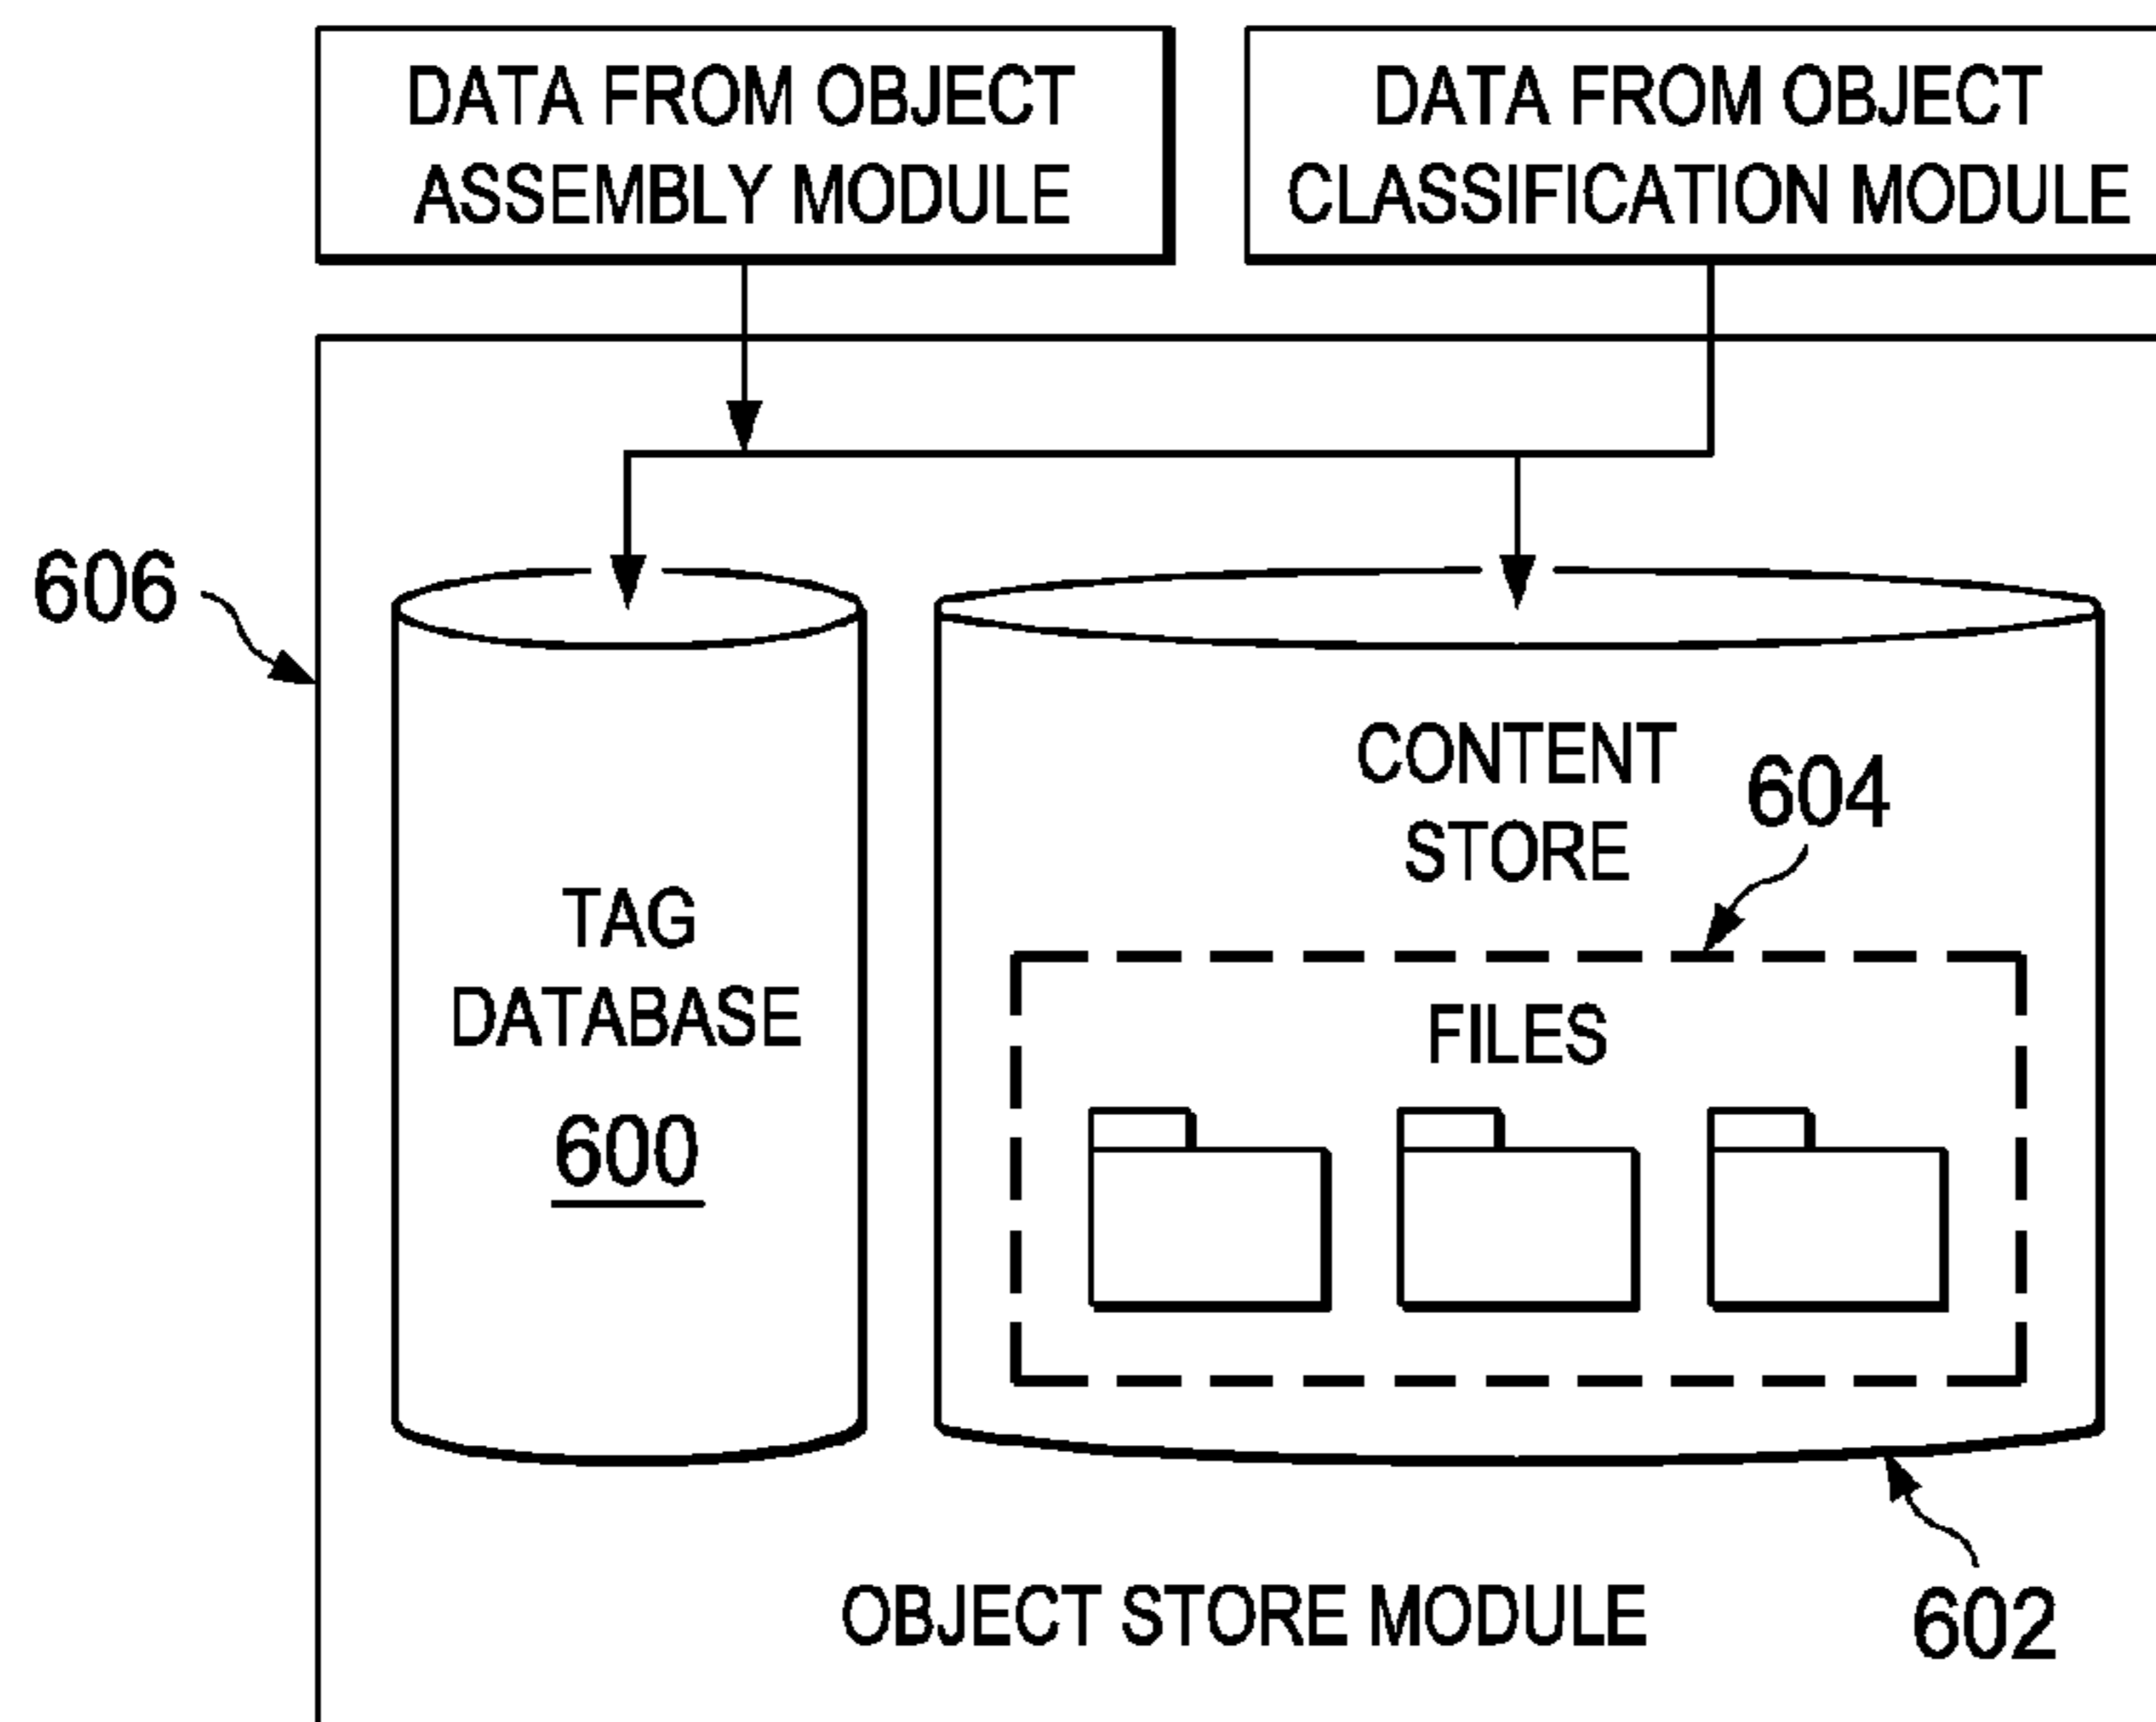 DATA FROM OBJECT
ASSEMBLY MODULE
DATA FROM OBJECT
CLASSIFICATION MODULE
606
CONTENT
STORE
604
TAG
DATABASE
600
FILES
OBJECT STORE MODULE
602